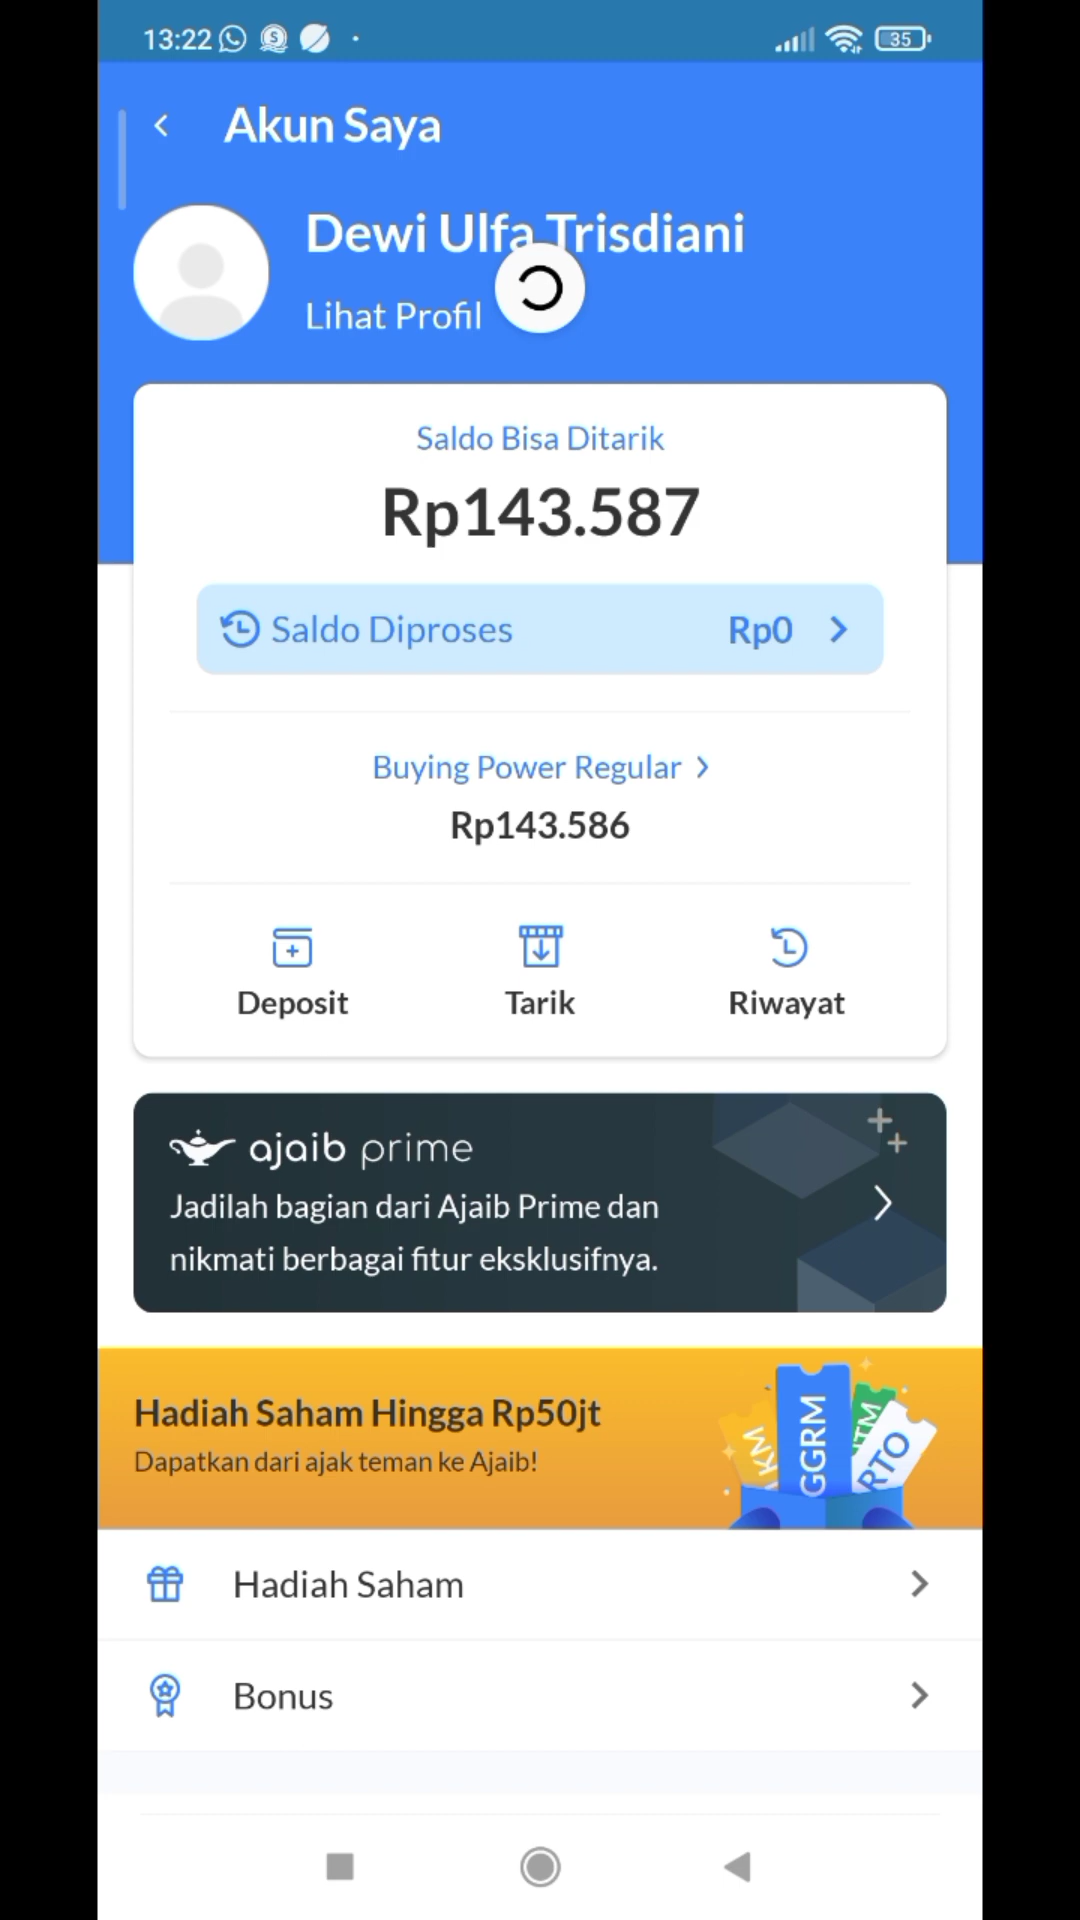 13:22
35
Akun Saya
Dewi Ulfa Trisdiani
Lihat Profil
Saldo Bisa Ditarik
Rp143.587
Saldo Diproses Rp0
Buying Power Regular
Rp143.586
Deposit Tarik Riwayat
ajaib prime
Jadilah bagian dari Ajaib Prime dan
nikmati berbagai fitur eksklusifnya.
Hadiah Saham Hingga Rp50jt
Dapatkan dari ajak teman ke Ajaib!
GGRM
Hadiah Saham
Bonus